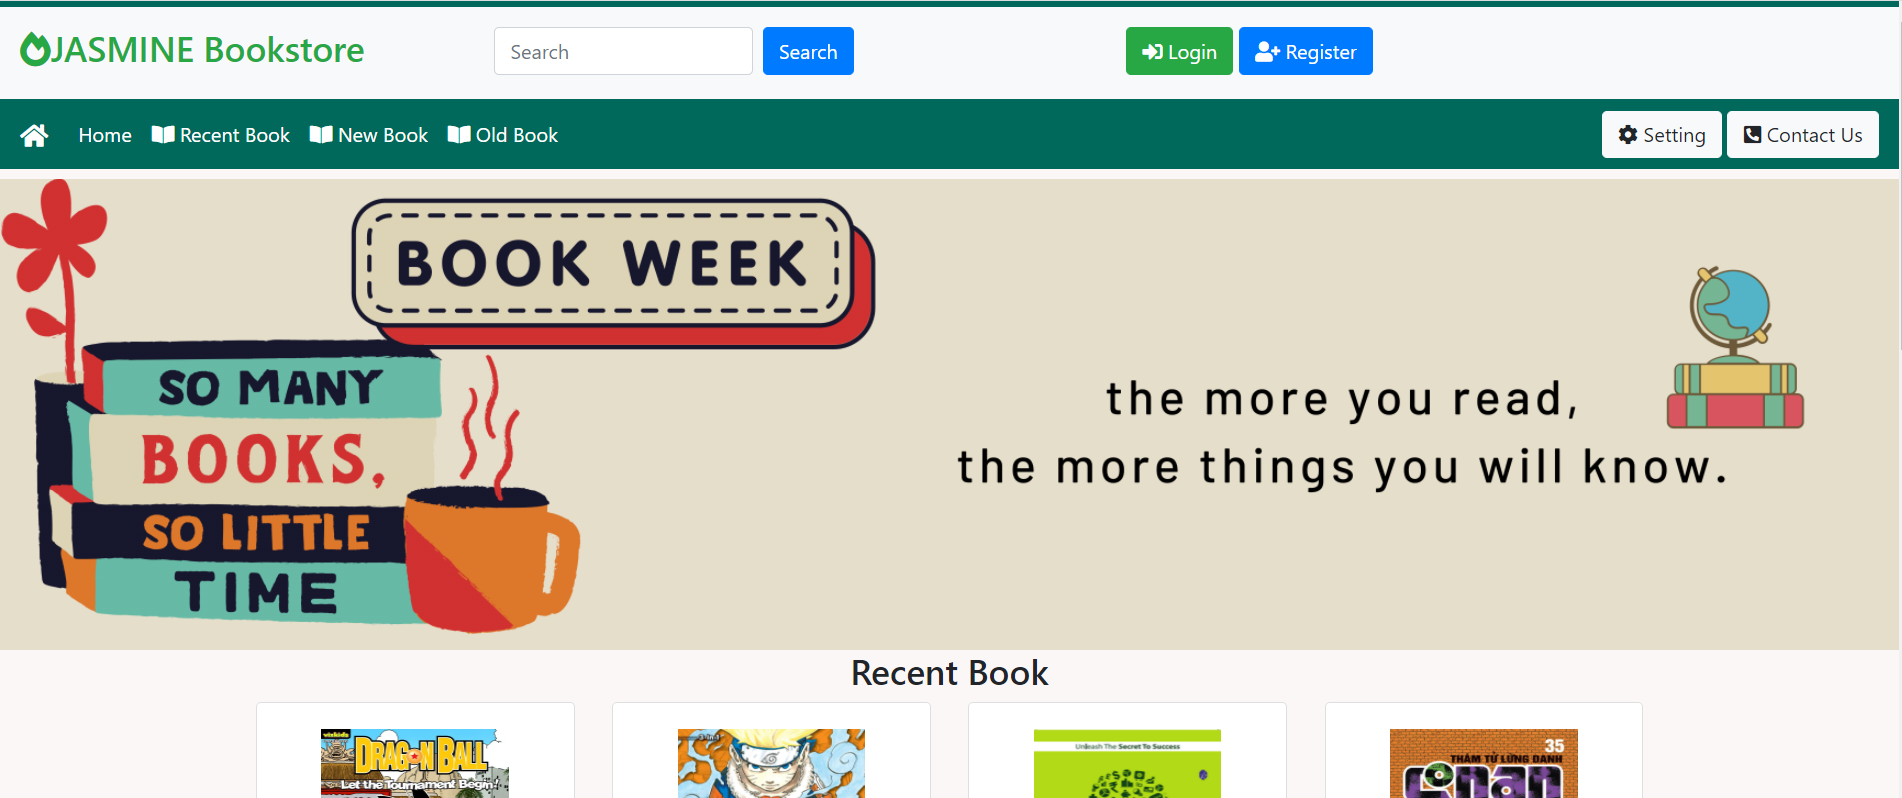 JASMINE Bookstore
Search
Search
Login
Register
Home
Recent Book
New Book
Old Book
Setting
Contact Us
BOOK WEEK
SO MANY
BOOKS,
SO LITTLE
TIME
the more you read,
the more things you will know.
Recent Book
vizkids
DRAGON BALL
Let the Tournament Begin!
Unleash The Secret To Success
35
THÁM TỬ LỪNG DANH
Conan